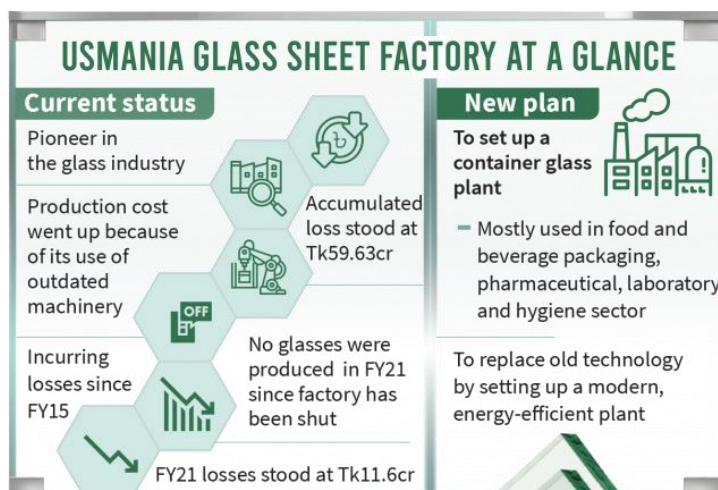 USMANIA GLASS SHEET FACTORY AT A GLANCE
Current status
Pioneer in
the glass industry
Production cost
went up because
of its use of
outdated
machinery
Incurring
losses since
FY15
৳
Accumulated
loss stood at
Tk59.63cr
OFF
No glasses were
produced in FY21
since factory has
been shut
FY21 losses stood at Tk11.6cr
New plan
To set up a
container glass
plant
Mostly used in food and
beverage packaging,
pharmaceutical, laboratory
and hygiene sector
To replace old technology
by setting up a modern,
energy-efficient plant